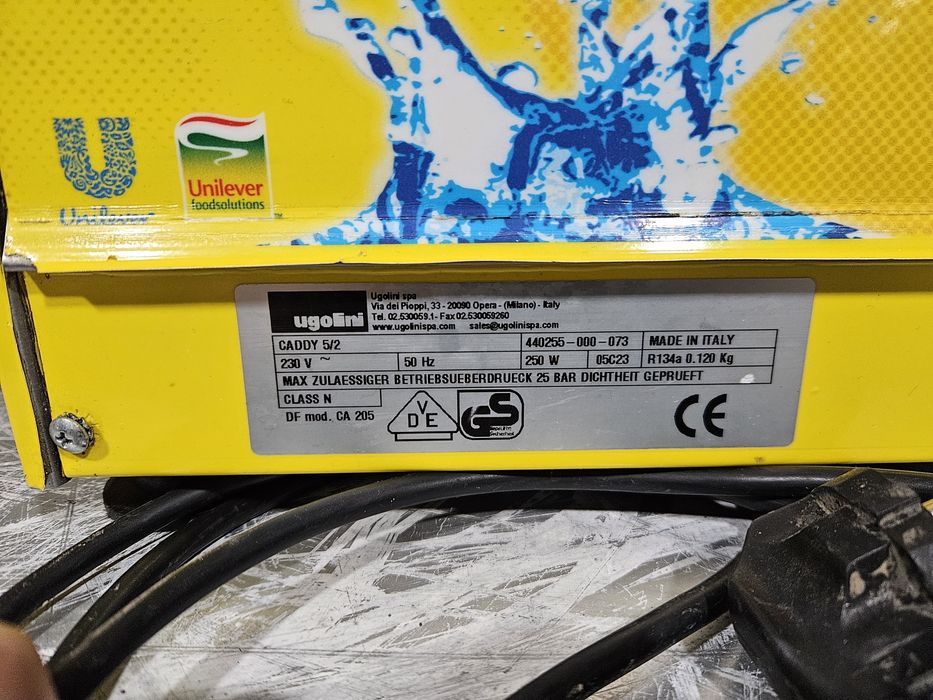 Unilever
Unilever
foodsolutions
ugolini
Ugolini spa
Via dei Pioppi, 33 - 20090 Opera - (Milano) - Italy
Tel. 02.530059.1- Fax 02.530059260
www.ugolinispa.com sales@ugolinispa.com
CADDY 5/2 440255-000-073 MADE IN ITALY
230 V ~ 50 Hz 250 W 05C23 R134a 0.120 Kg
MAX ZULAESSIGER BETRIEBSUEBERDRUECK 25 BAR DICHTHEIT GEPRUEFT
CLASS N
DF mod. CA 205
VDE
GS
geprüfte
Sicherheit
CE